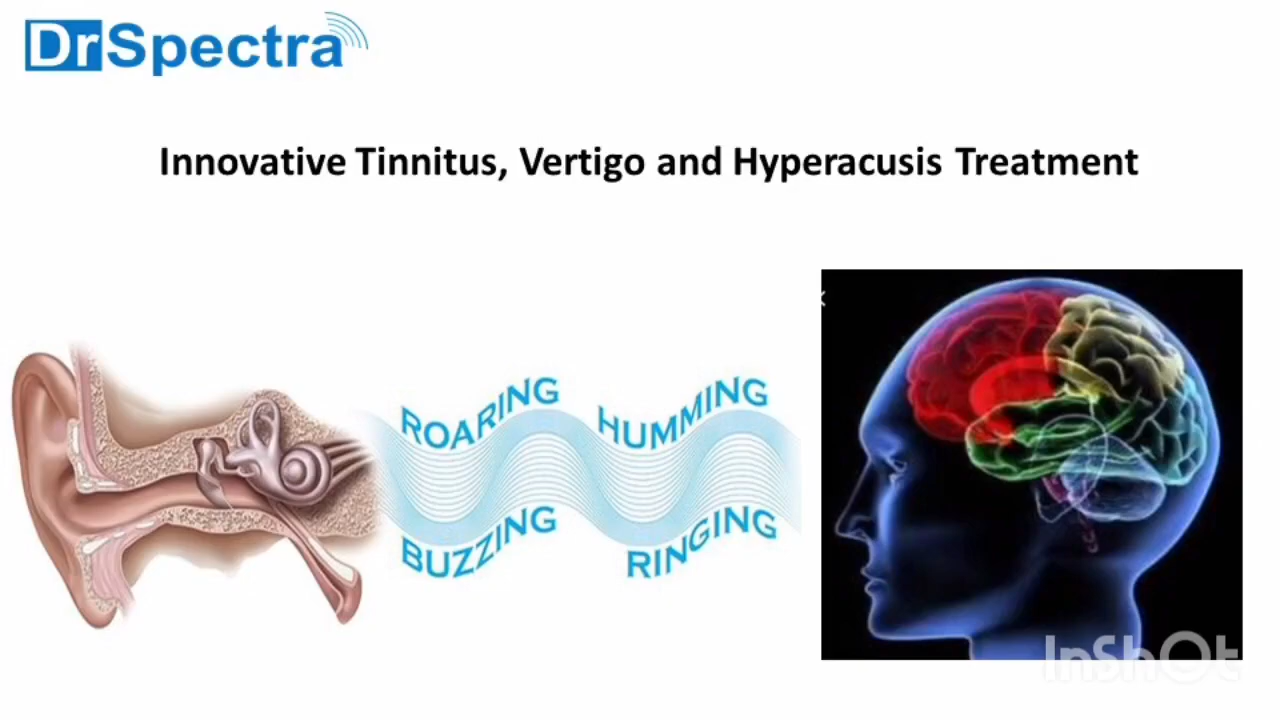 DrSpectra
Innovative Tinnitus, Vertigo and Hyperacusis Treatment
ROARING HUMMING
BUZZING RINGING
InShOt